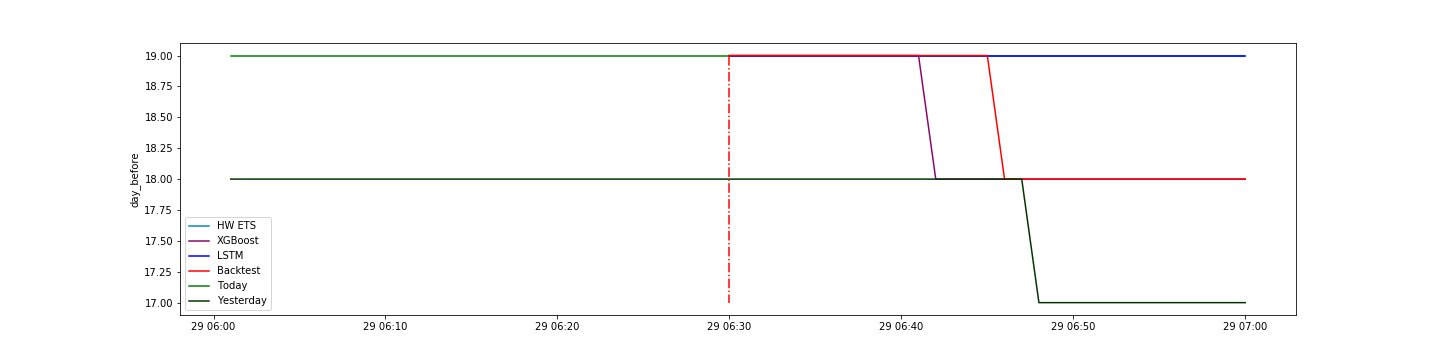 19.00
18.75
18.50
18.25
18.00
17.75
17.50
17.25
17.00
day_before
HW ETS
XGBoost
LSTM
Backtest
Today
Yesterday
29 06:00 29 06:10 29 06:20 29 06:30 29 06:40 29 06:50 29 07:00